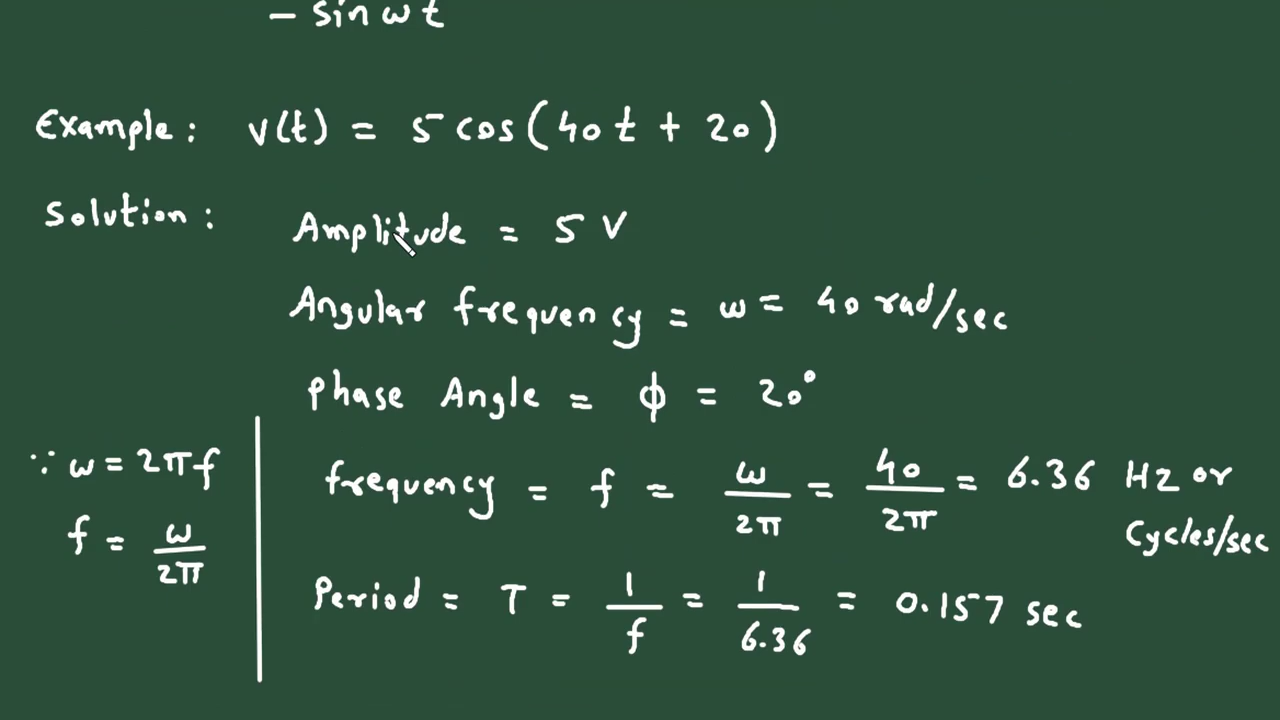 – sin ω t
Example: v(t) = 5 cos(40 t + 20)
Solution:
Amplitude = 5 V
Angular frequency = ω = 40 rad/sec
Phase Angle = ϕ = 20°
∵ ω = 2πf
f = ω/2π
frequency = f = ω/2π = 40/2π = 6.36 Hz or
Cycles/sec
Period = T = 1/f = 1/6.36 = 0.157 sec